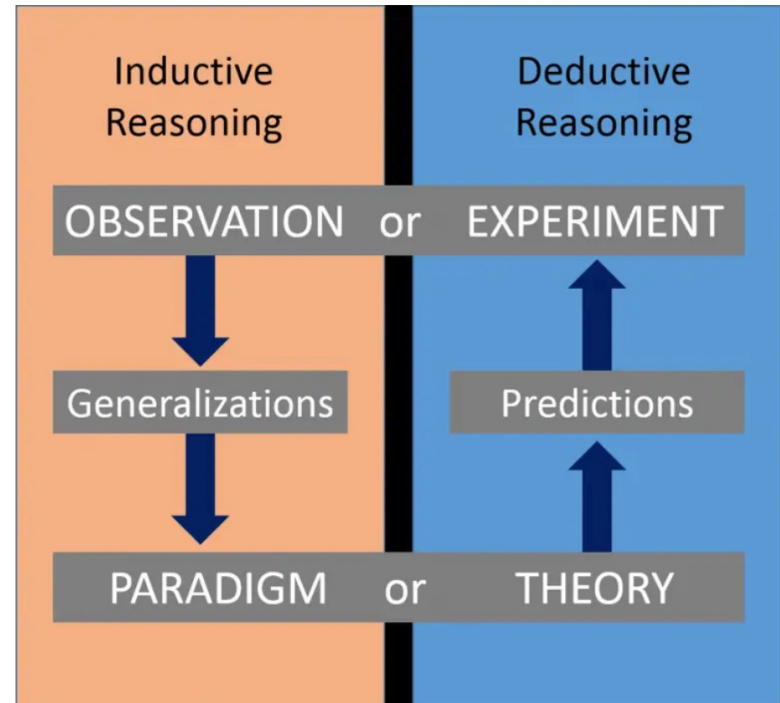 Inductive
Reasoning
Deductive
Reasoning
OBSERVATION or EXPERIMENT
Generalizations
Predictions
PARADIGM or THEORY